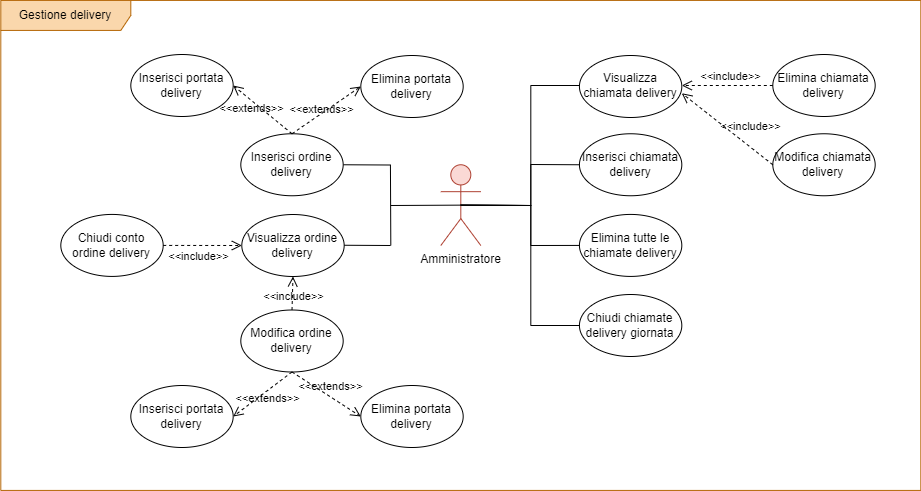 Gestione delivery
Inserisci portata
delivery
Elimina portata
delivery
<<extends>>
<<extends>>
Inserisci ordine
delivery
Chiudi conto
ordine delivery
<<include>>
Visualizza ordine
delivery
<<include>>
Modifica ordine
delivery
<<extends>>
<<extends>>
Inserisci portata
delivery
Elimina portata
delivery
Amministratore
Visualizza
chiamata delivery
<<include>>
Elimina chiamata
delivery
<<include>>
Modifica chiamata
delivery
Inserisci chiamata
delivery
Elimina tutte le
chiamate delivery
Chiudi chiamate
delivery giornata